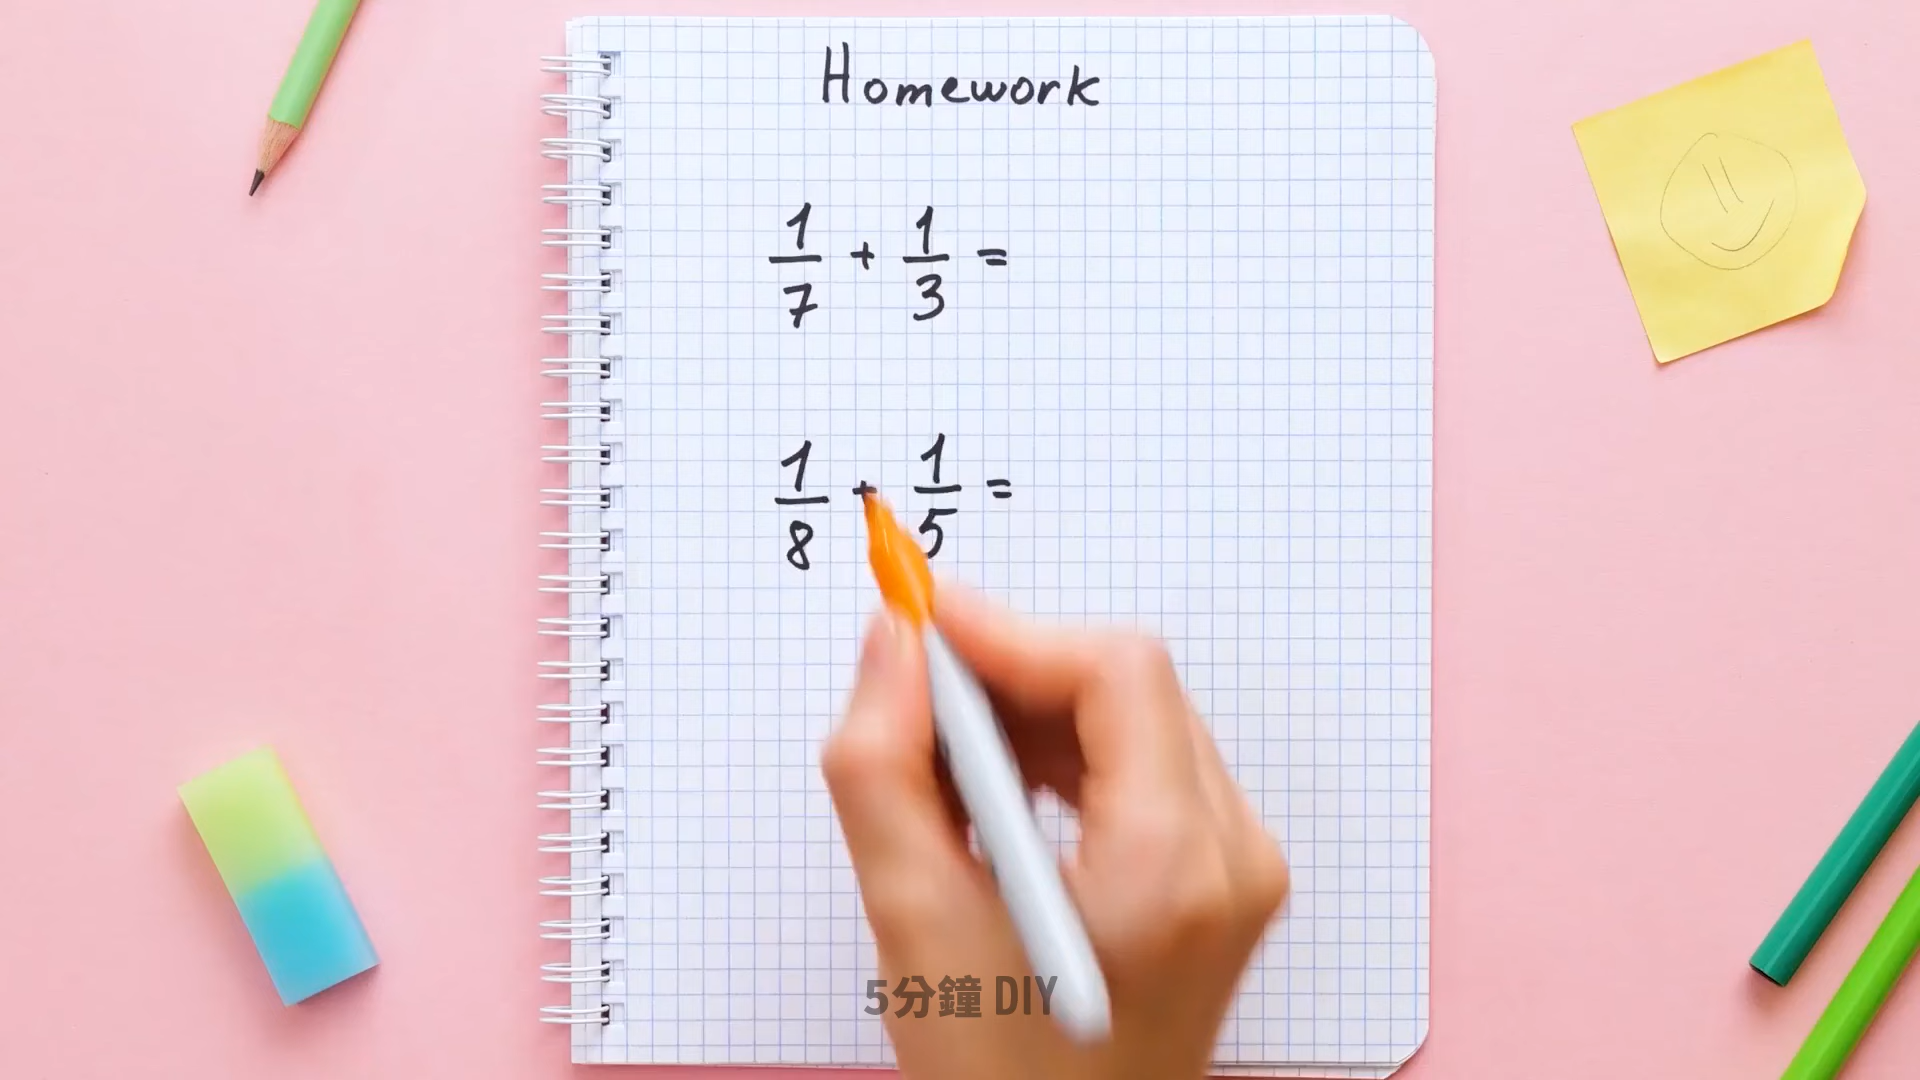 Homework
1/7 + 1/3 =
1/8 + 1/5 =
5分鐘 DIY